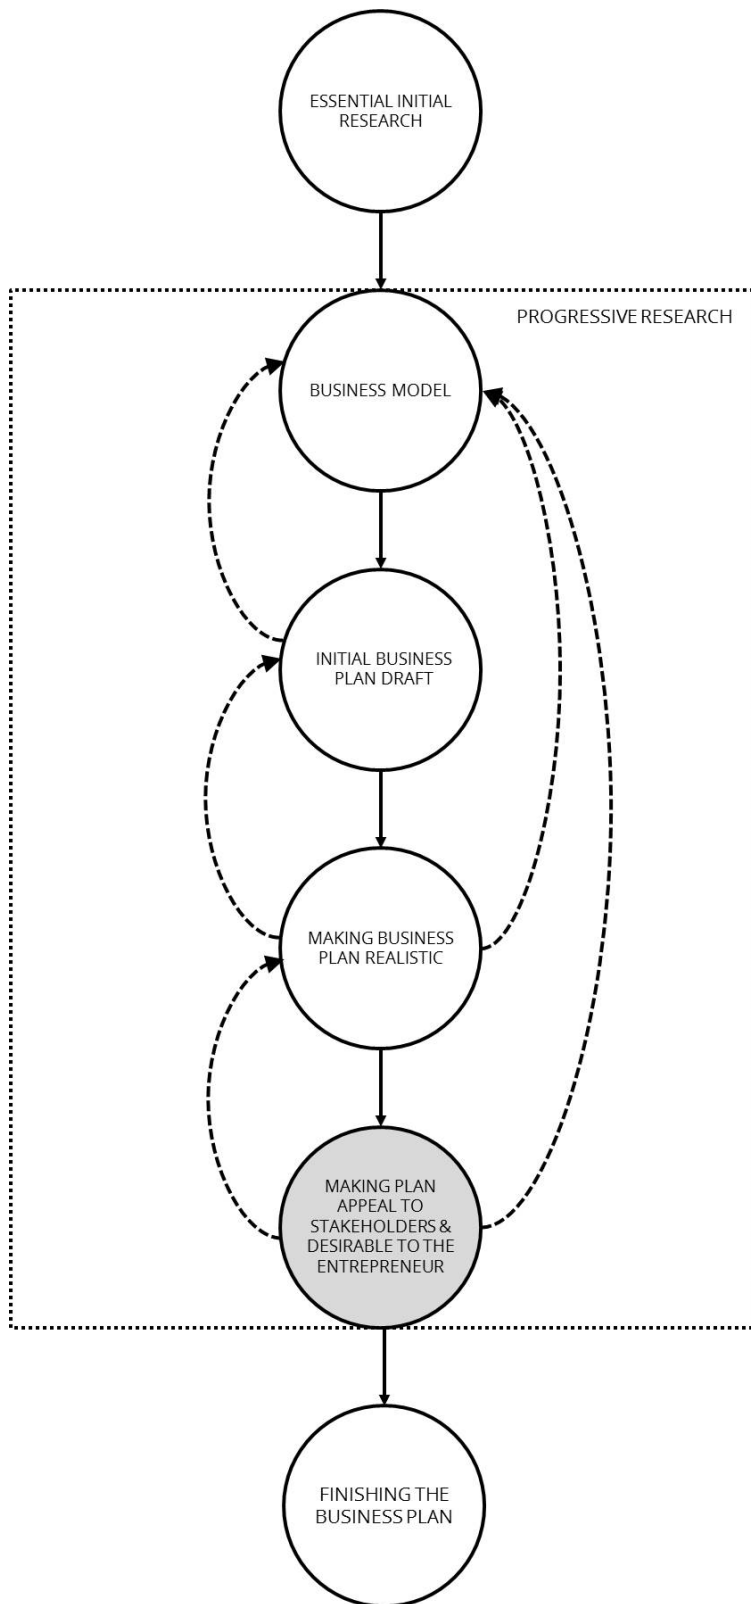 ESSENTIAL INITIAL
RESEARCH
PROGRESSIVE RESEARCH
BUSINESS MODEL
INITIAL BUSINESS
PLAN DRAFT
MAKING BUSINESS
PLAN REALISTIC
MAKING PLAN
APPEAL TO
STAKEHOLDERS &
DESIRABLE TO THE
ENTREPRENEUR
FINISHING THE
BUSINESS PLAN